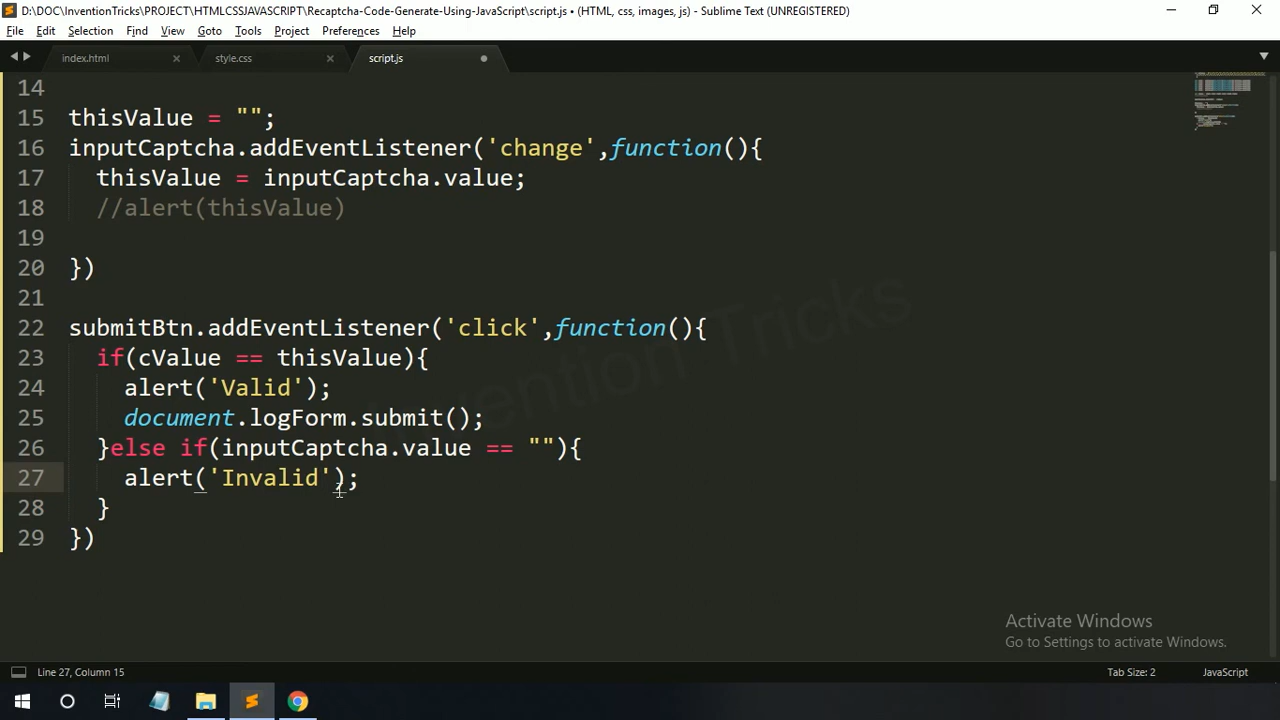 D:\DOC\InventionTricks\PROJECT\HTMLCSSJAVASCRIPT\Recaptcha-Code-Generate-Using-JavaScript\script.js • (HTML, css, images, js) - Sublime Text (UNREGISTERED)
File Edit Selection Find View Goto Tools Project Preferences Help
index.html style.css script.js
14
15 thisValue = "";
16 inputCaptcha.addEventListener('change',function(){
17   thisValue = inputCaptcha.value;
18   //alert(thisValue)
19
20 })
21
22 submitBtn.addEventListener('click',function(){
23   if(cValue == thisValue){
24     alert('Valid');
25     document.logForm.submit();
26   }else if(inputCaptcha.value == ""){
27     alert('Invalid');
28   }
29 })
Invention Tricks
Activate Windows
Go to Settings to activate Windows.
Line 27, Column 15 Tab Size: 2 JavaScript